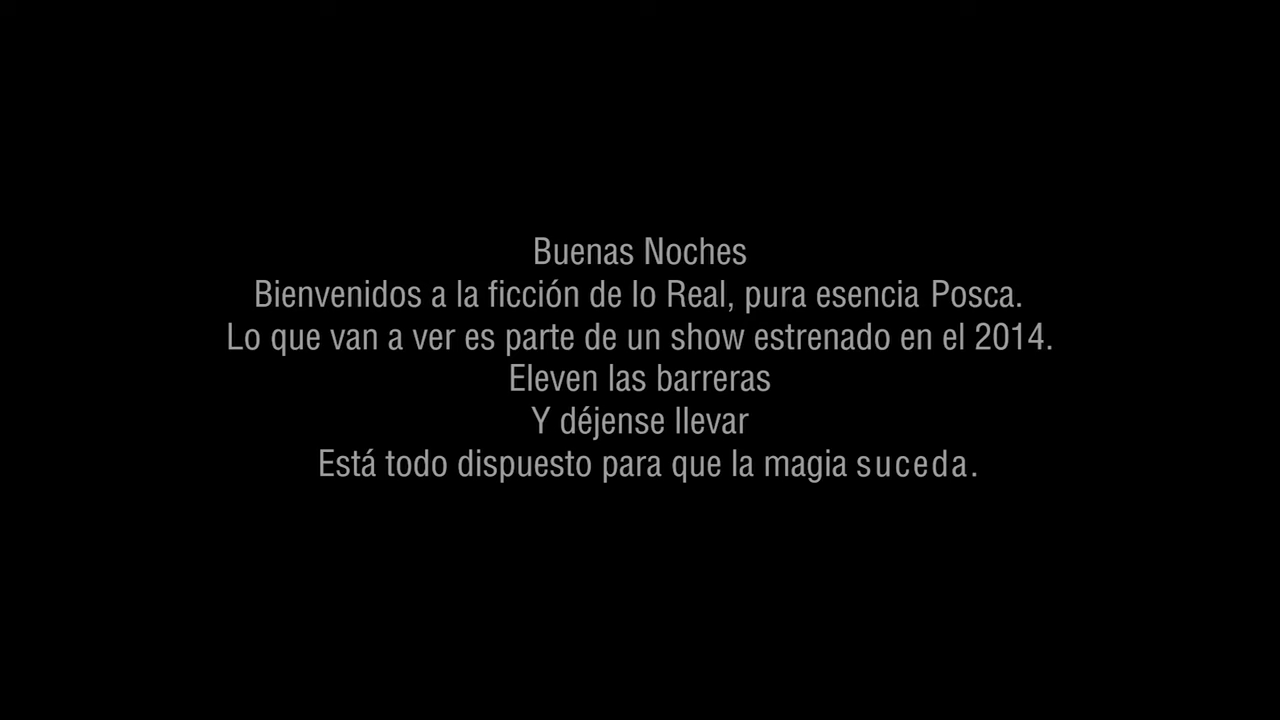 Buenas Noches
Bienvenidos a la ficción de lo Real, pura esencia Posca.
Lo que van a ver es parte de un show estrenado en el 2014.
Eleven las barreras
Y déjense llevar
Está todo dispuesto para que la magia suceda.